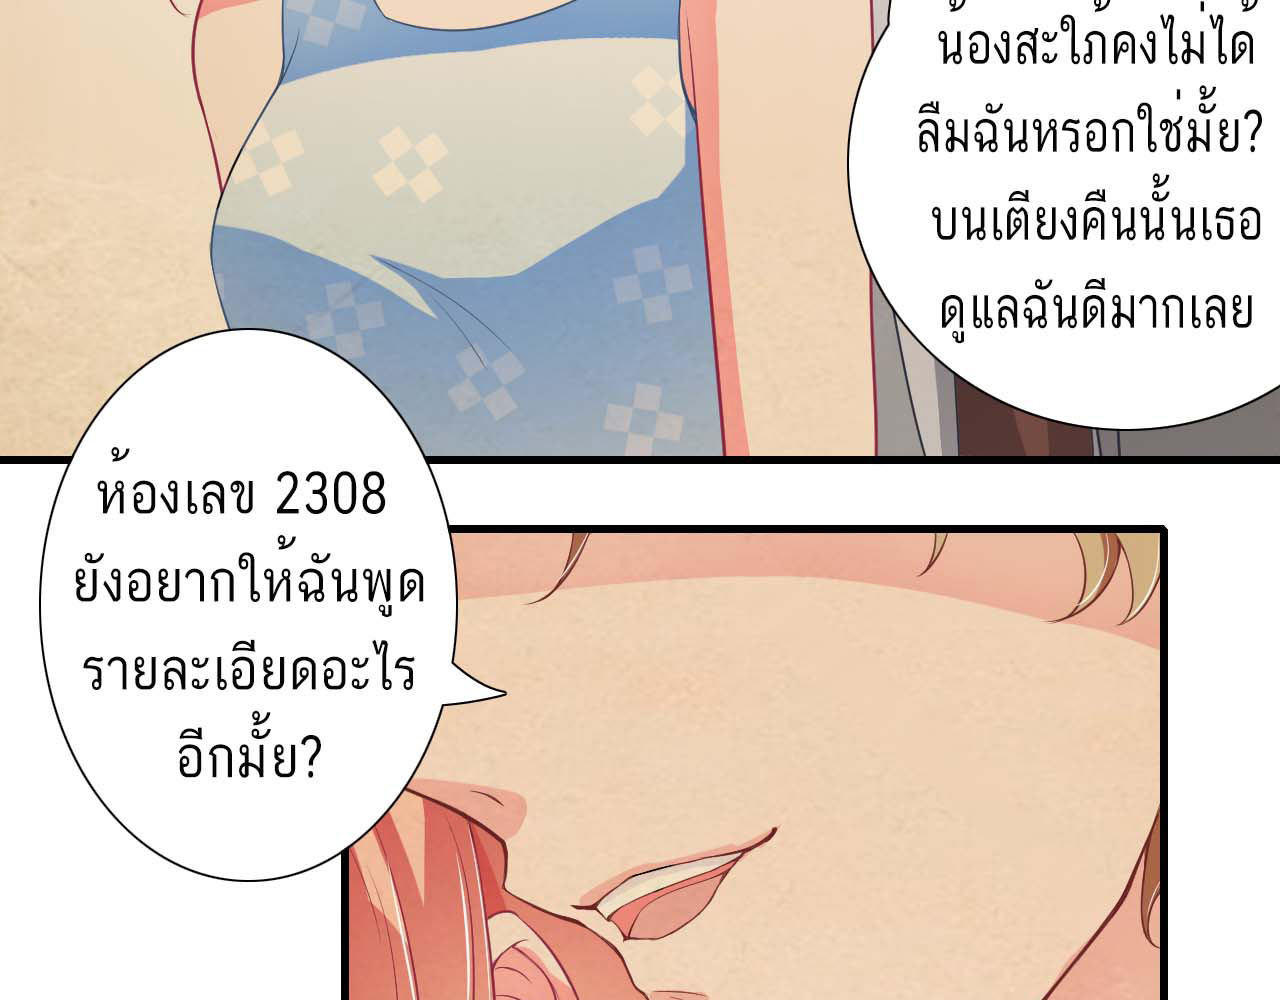 น้องสะใภ้คงไม่ได้
ลืมฉันหรอกใช่มั้ย?
บนเตียงคืนนั้นเธอ
ดูแลฉันดีมากเลย
ห้องเลข 2308
ยังอยากให้ฉันพูด
รายละเอียดอะไร
อีกมั้ย?